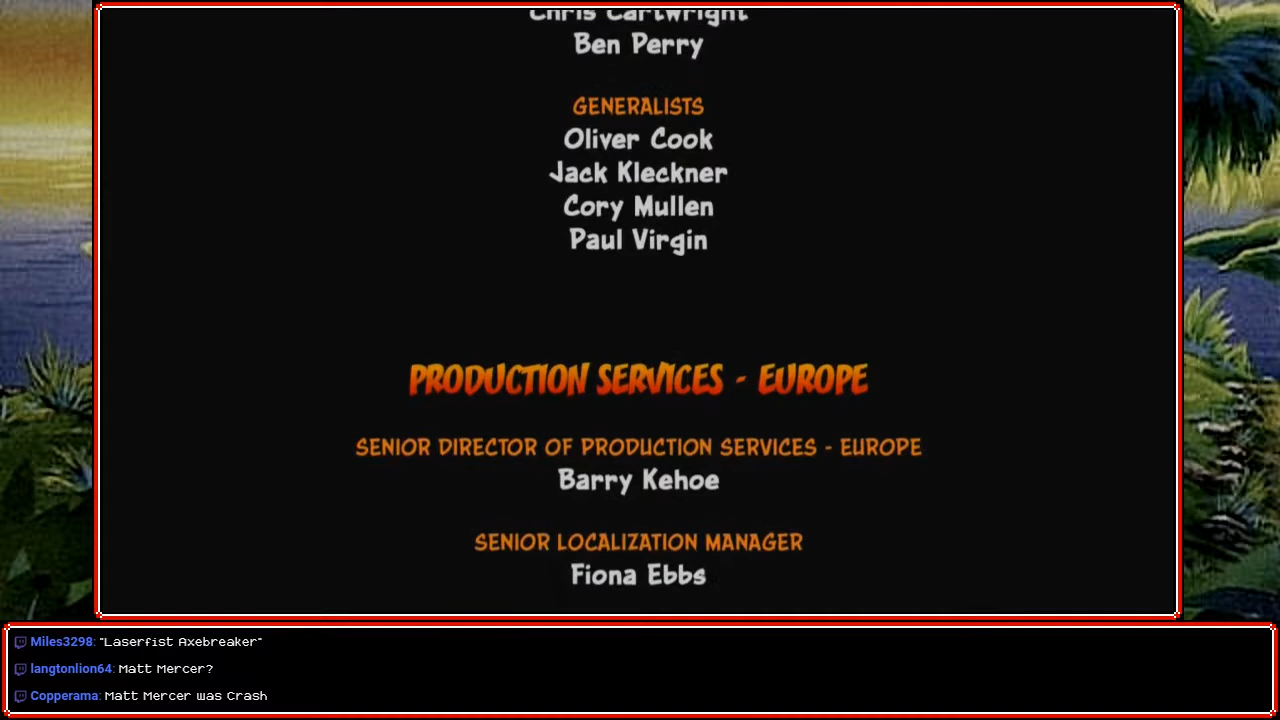 Chris Cartwright
Ben Perry
GENERALISTS
Oliver Cook
Jack Kleckner
Cory Mullen
Paul Virgin
PRODUCTION SERVICES - EUROPE
SENIOR DIRECTOR OF PRODUCTION SERVICES - EUROPE
Barry Kehoe
SENIOR LOCALIZATION MANAGER
Fiona Ebbs
Miles3298: "Laserfist Axebreaker"
langtonlion64: Matt Mercer?
Copperama: Matt Mercer was Crash